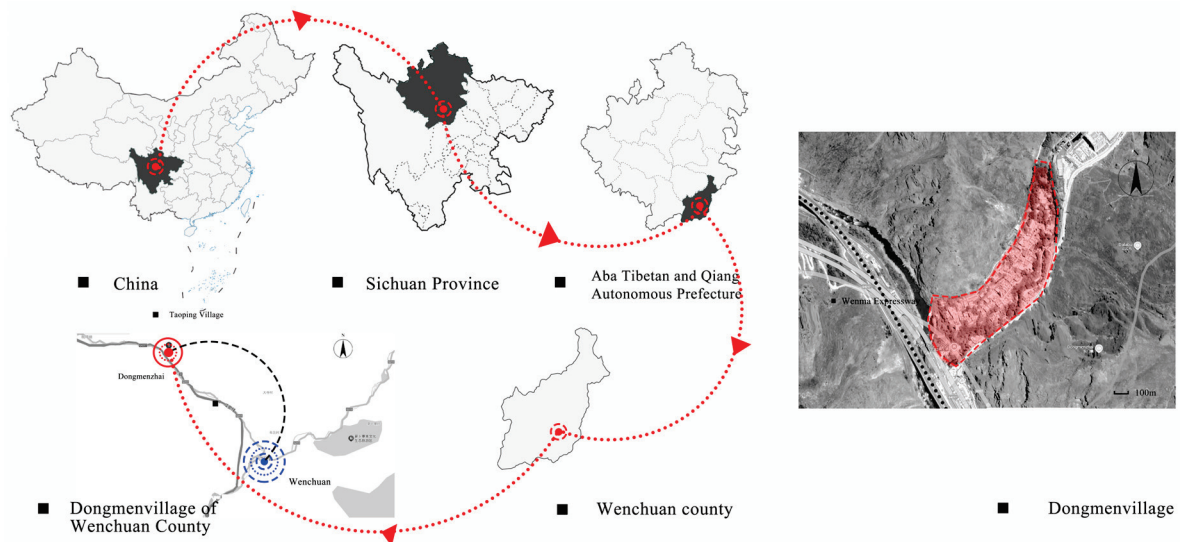 China
Sichuan Province
Aba Tibetan and Qiang
Autonomous Prefecture
Taoping Village
Dongmenzhai
Wenchuan
Dongmenvillage of
Wenchuan County
Wenchuan county
Wenma Expressway
100m
Dongmenvillage